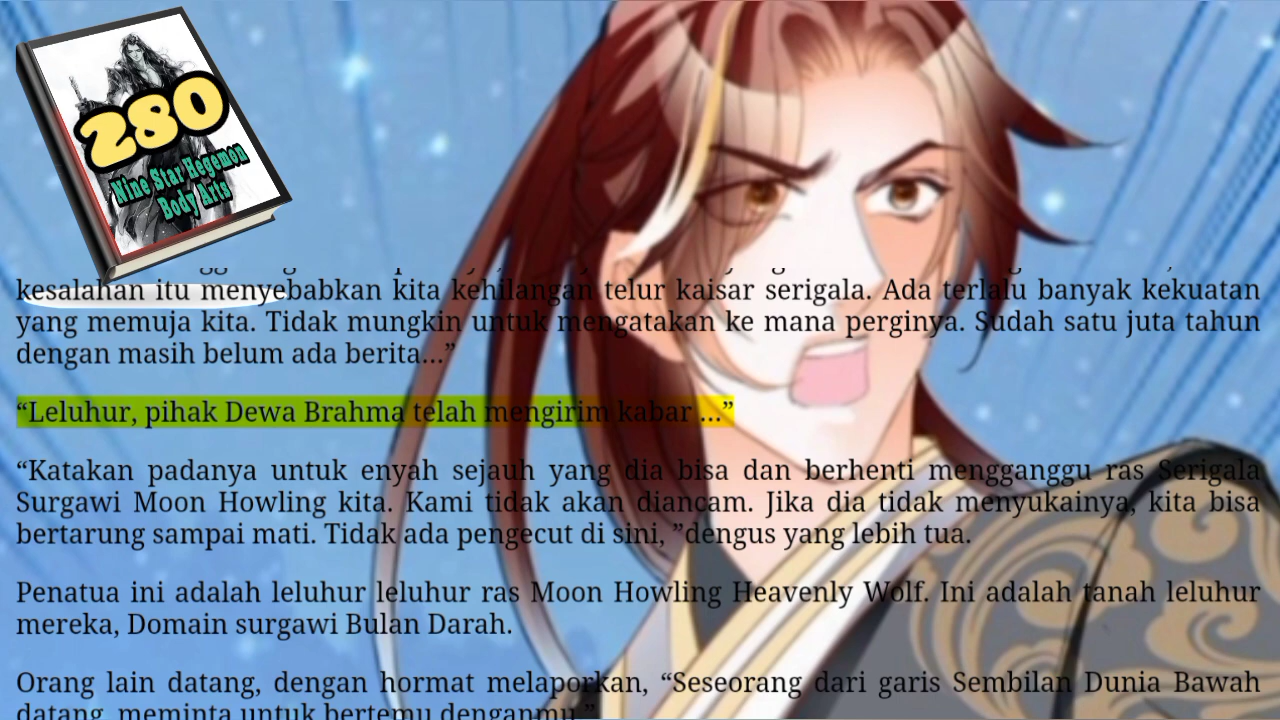 280
Nine Star Hegemon
Body Arts
kesalahan itu menyebabkan kita kehilangan telur kaisar serigala. Ada terlalu banyak kekuatan
yang memuja kita. Tidak mungkin untuk mengatakan ke mana perginya. Sudah satu juta tahun
dengan masih belum ada berita…”
“Leluhur, pihak Dewa Brahma telah mengirim kabar …”
“Katakan padanya untuk enyah sejauh yang dia bisa dan berhenti mengganggu ras Serigala
Surgawi Moon Howling kita. Kami tidak akan diancam. Jika dia tidak menyukainya, kita bisa
bertarung sampai mati. Tidak ada pengecut di sini, ”dengus yang lebih tua.
Penatua ini adalah leluhur leluhur ras Moon Howling Heavenly Wolf. Ini adalah tanah leluhur
mereka, Domain surgawi Bulan Darah.
Orang lain datang, dengan hormat melaporkan, “Seseorang dari garis Sembilan Dunia Bawah
datang, meminta untuk bertemu denganmu.”